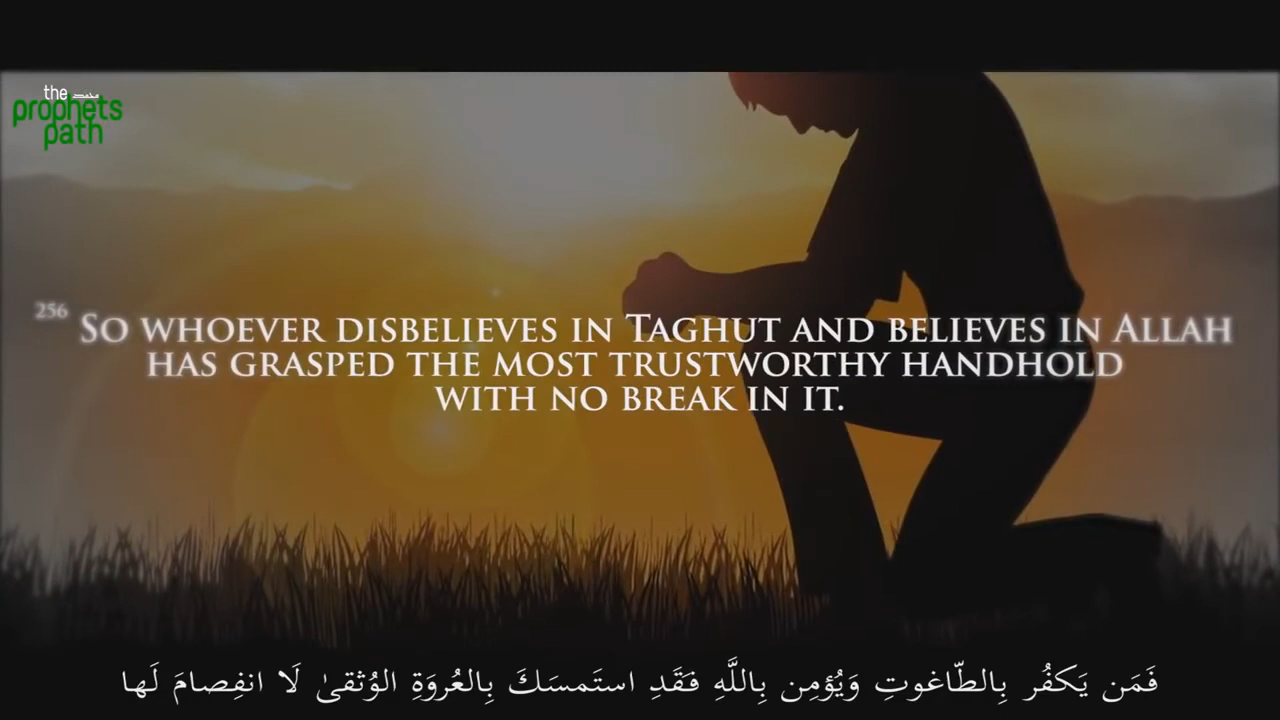 the محمد
prophets
path
256 So whoever disbelieves in Taghut and believes in Allah
has grasped the most trustworthy handhold
with no break in it.
فَمَن يَكفُر بِالطّاغوتِ وَيُؤمِن بِاللَّهِ فَقَدِ استَمسَكَ بِالعُروَةِ الوُثقىٰ لَا انفِصامَ لَها